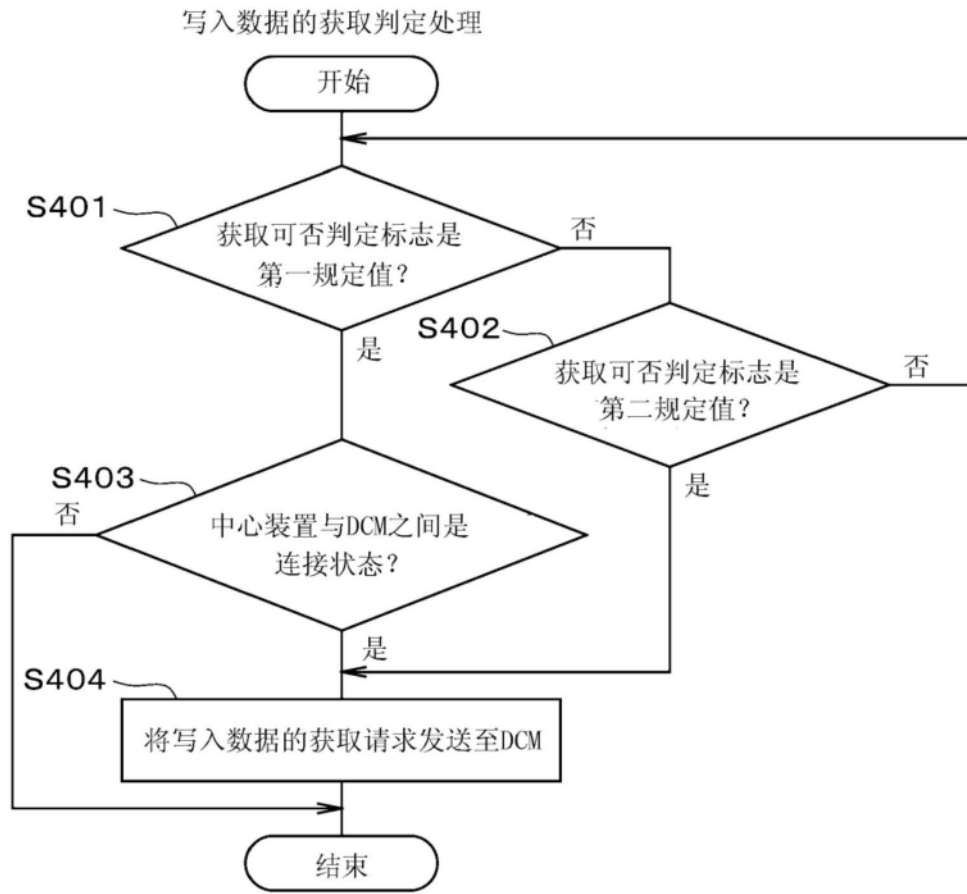 写入数据的获取判定处理
开始
S401
获取可否判定标志是
第一规定值?
否
是
S402
获取可否判定标志是
第二规定值?
否
是
S403
否
中心装置与DCM之间是
连接状态?
是
S404
将写入数据的获取请求发送至DCM
结束